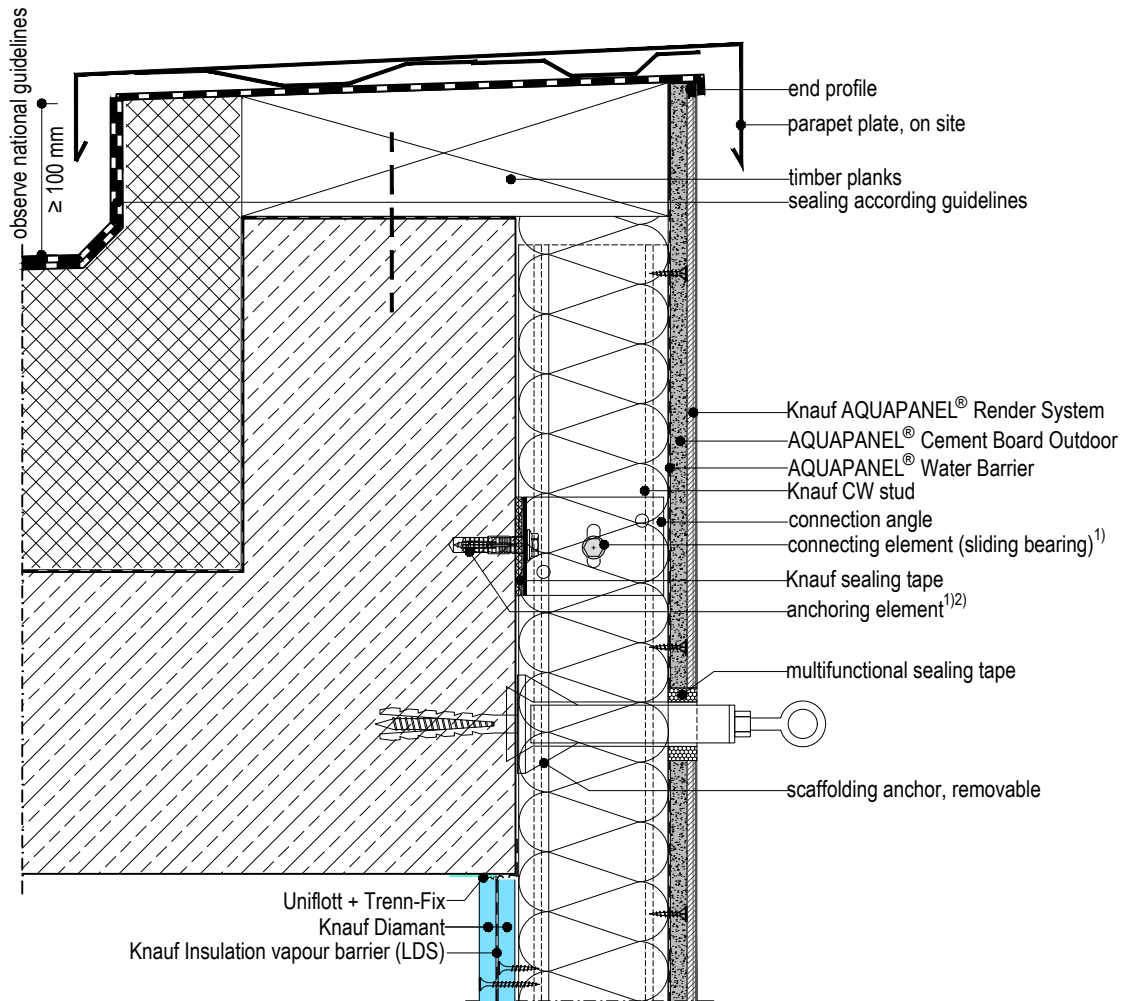 observe national guidelines
≥ 100 mm
end profile
parapet plate, on site
timber planks
sealing according guidelines
Knauf AQUAPANEL® Render System
AQUAPANEL® Cement Board Outdoor
AQUAPANEL® Water Barrier
Knauf CW stud
connection angle
connecting element (sliding bearing)1)
Knauf sealing tape
anchoring element1)2)
multifunctional sealing tape
scaffolding anchor, removable
Uniflott + Trenn-Fix
Knauf Diamant
Knauf Insulation vapour barrier (LDS)